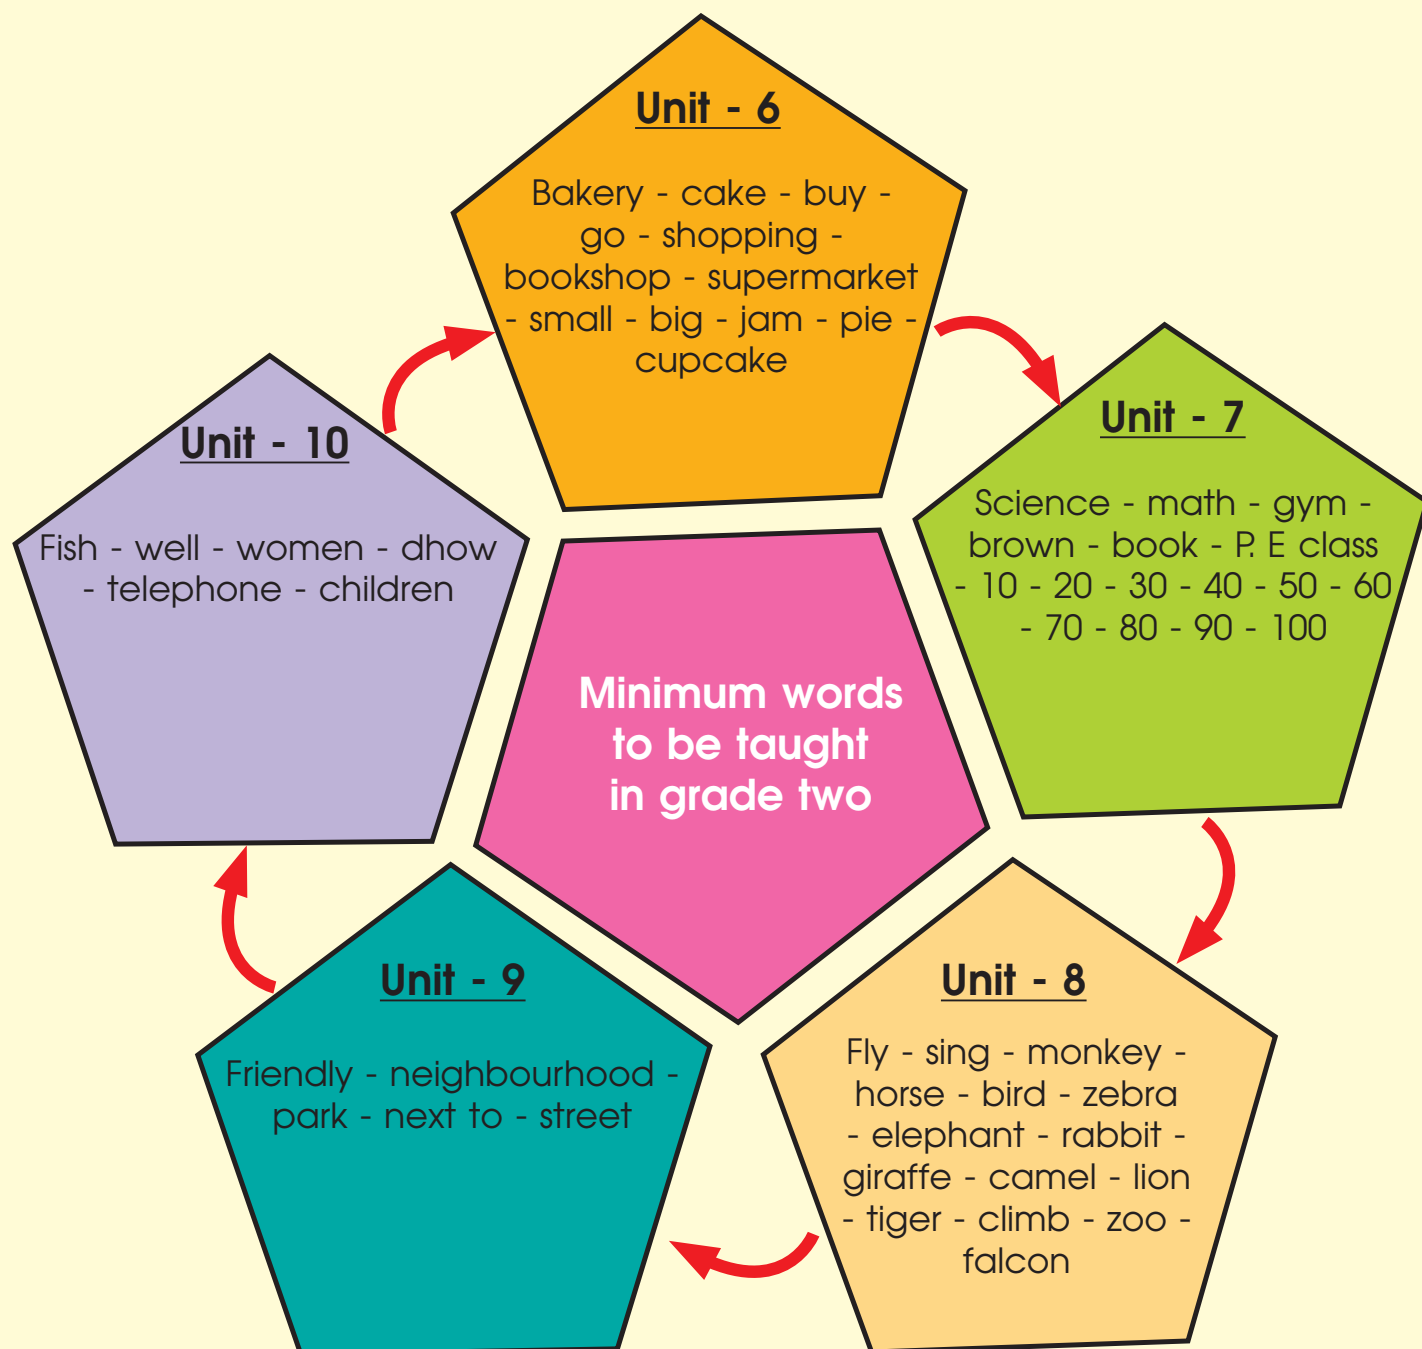 Unit - 6
Bakery - cake - buy -
go - shopping -
bookshop - supermarket
- small - big - jam - pie -
cupcake
Unit - 7
Science - math - gym -
brown - book - P. E class
- 10 - 20 - 30 - 40 - 50 - 60
- 70 - 80 - 90 - 100
Unit - 8
Fly - sing - monkey -
horse - bird - zebra
- elephant - rabbit -
giraffe - camel - lion
- tiger - climb - zoo -
falcon
Unit - 9
Friendly - neighbourhood -
park - next to - street
Unit - 10
Fish - well - women - dhow
- telephone - children
Minimum words
to be taught
in grade two